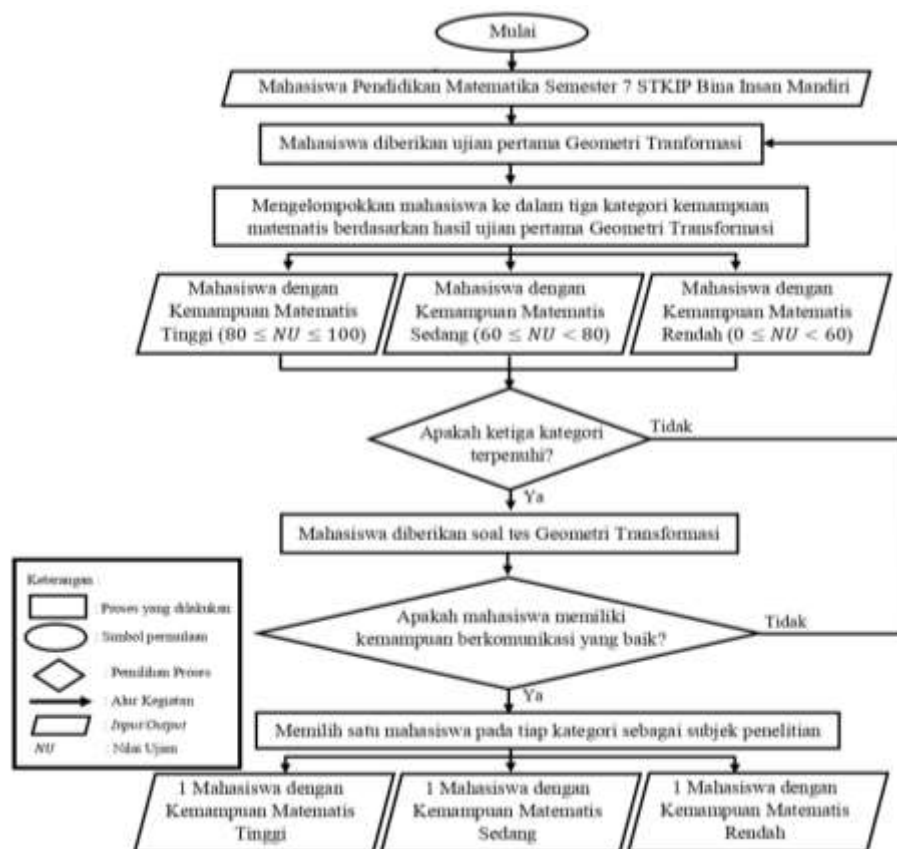 Mulai
Mahasiswa Pendidikan Matematika Semester 7 STKIP Bina Insan Mandiri
Mahasiswa diberikan ujian pertama Geometri Tranformasi
Mengelompokkan mahasiswa ke dalam tiga kategori kemampuan
matematis berdasarkan hasil ujian pertama Geometri Transformasi
Mahasiswa dengan
Kemampuan Matematis
Tinggi (80 ≤ NU ≤ 100)
Mahasiswa dengan
Kemampuan Matematis
Sedang (60 ≤ NU < 80)
Mahasiswa dengan
Kemampuan Matematis
Rendah (0 ≤ NU < 60)
Apakah ketiga kategori
terpenuhi?
Tidak
Ya
Mahasiswa diberikan soal tes Geometri Transformasi
Apakah mahasiswa memiliki
kemampuan berkomunikasi yang baik?
Tidak
Ya
Memilih satu mahasiswa pada tiap kategori sebagai subjek penelitian
1 Mahasiswa dengan
Kemampuan Matematis
Tinggi
1 Mahasiswa dengan
Kemampuan Matematis
Sedang
1 Mahasiswa dengan
Kemampuan Matematis
Rendah
Keterangan :
: Proses yang dilakukan
: Simbol permulaan
: Pemilihan Proses
: Alur Kegiatan
: Input/Output
NU : Nilai Ujian